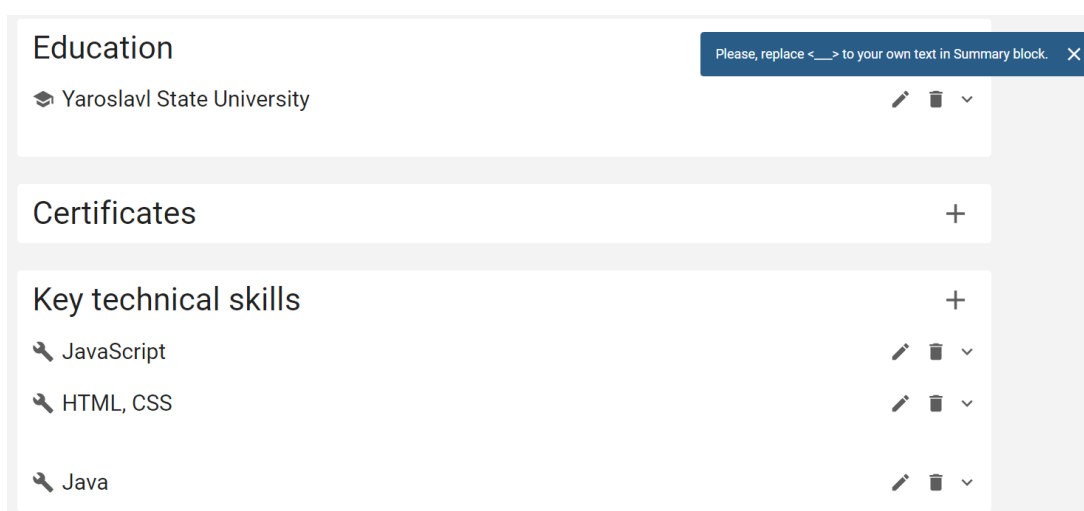 Education
Please, replace <___> to your own text in Summary block.
Yaroslavl State University
Certificates
Key technical skills
JavaScript
HTML, CSS
Java